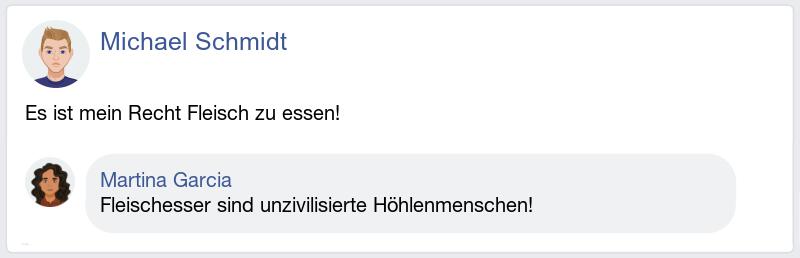 Michael Schmidt
Es ist mein Recht Fleisch zu essen!
Martina Garcia
Fleischesser sind unzivilisierte Höhlenmenschen!